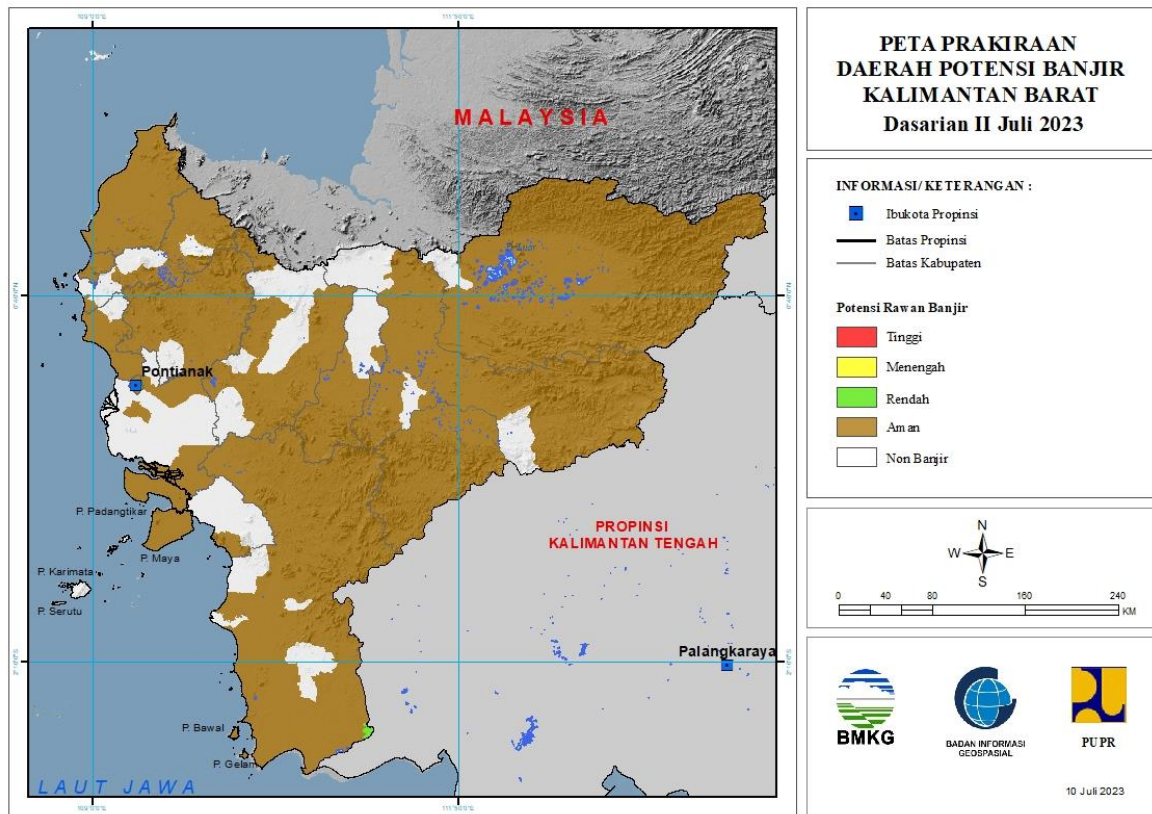 PETA PRAKIRAAN
DAERAH POTENSI BANJIR
KALIMANTAN BARAT
Dasarian II Juli 2023
INFORMASI/ KETERANGAN :
Ibukota Propinsi
Batas Propinsi
Batas Kabupaten
Potensi Rawan Banjir
Tinggi
Menengah
Rendah
Aman
Non Banjir
N
W E
S
0 40 80 160 240
KM
BMKG
BADAN INFORMASI
GEOSPASIAL
PUPR
10 Juli 2023
MALAYSIA
Pontianak
P. Padangtikar
P. Maya
P. Karimata
P. Serutu
PROPINSI
KALIMANTAN TENGAH
Palangkaraya
P. Bawal
P. Gelam
LAUT JAWA